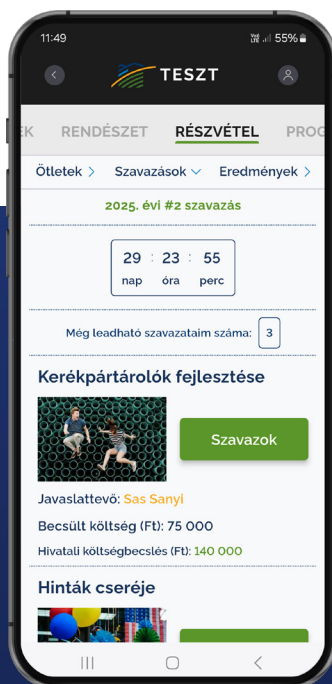 11:49 55%
TESZT
EK RENDÉSZET RÉSZVÉTEL PROG
Ötletek > Szavazások Eredmények >
2025. évi #2 szavazás
29 : 23 : 55
nap óra perc
Még leadható szavazataim száma: 3
Kerékpártárolók fejlesztése
Szavazok
Javaslattevő: Sas Sanyi
Becsült költség (Ft): 75 000
Hivatali költségbecslés (Ft): 140 000
Hinták cseréje